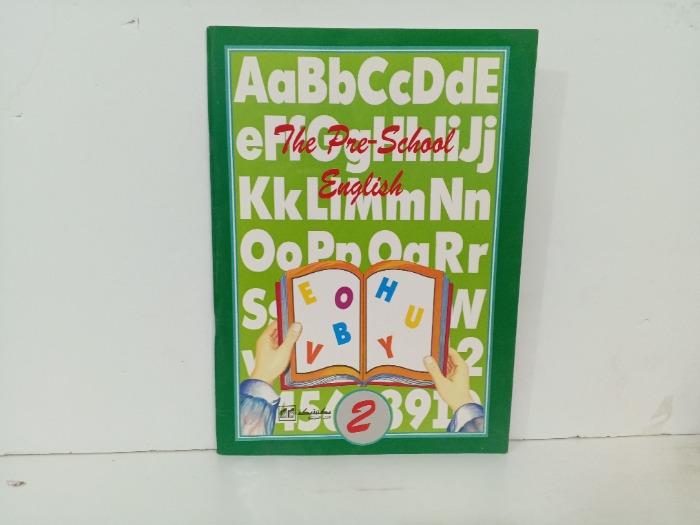 AaBbCcDdE
eFfGgHhIiJj
The Pre-School
English
KkLlMmNn
OoPpQqRr
E O H U
V B Y
2